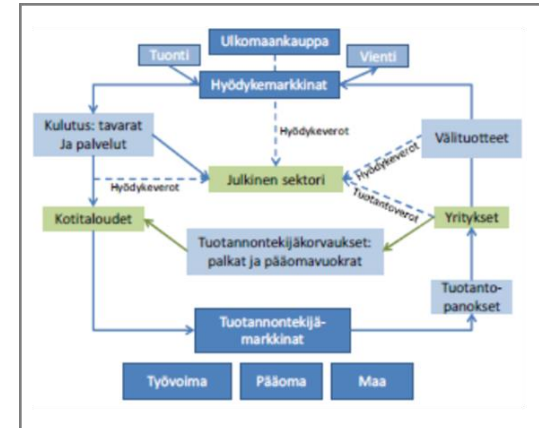 Ulkomaankauppa
Tuonti
Vienti
Hyödykemarkkinat
Kulutus: tavarat
Ja palvelut
Hyödykeverot
Välituotteet
Hyödykeverot
Julkinen sektori
Hyödykeverot
Tuotantoverot
Kotitaloudet
Yritykset
Tuotannontekijäkorvaukset:
palkat ja pääomavuokrat
Tuotanto-
panokset
Tuotannontekijä-
markkinat
Työvoima
Pääoma
Maa